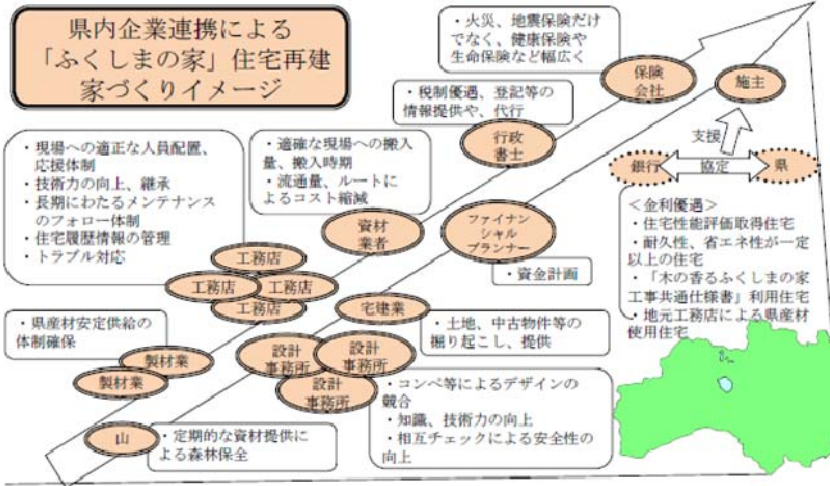 県内企業連携による
「ふくしまの家」住宅再建
家づくりイメージ
・火災、地震保険だけ
でなく、健康保険や
生命保険など幅広く
保険
会社
施主
・税制優遇、登記等の
情報提供や、代行
行政
書士
支援
銀行
協定
県
・現場への適正な人員配置、
応援体制
・技術力の向上、継承
・長期にわたるメンテナンス
のフォロー体制
・住宅履歴情報の管理
・トラブル対応
・適確な現場への搬入
量、搬入時期
・流通量、ルートに
よるコスト縮減
資材
業者
ファイナン
シャル
プランナー
・資金計画
<金利優遇>
・住宅性能評価取得住宅
・耐久性、省エネ性が一定
以上の住宅
・「木の香るふくしまの家
工事共通仕様書」利用住宅
・地元工務店による県産材
使用住宅
工務店
工務店
工務店
工務店
宅建業
・土地、中古物件等の
掘り起こし、提供
・県産材安定供給の
体制確保
製材業
製材業
設計
事務所
設計
事務所
設計
事務所
・コンペ等によるデザインの
競合
・知識、技術力の向上
・相互チェックによる安全性の
向上
山
・定期的な資材提供に
よる森林保全